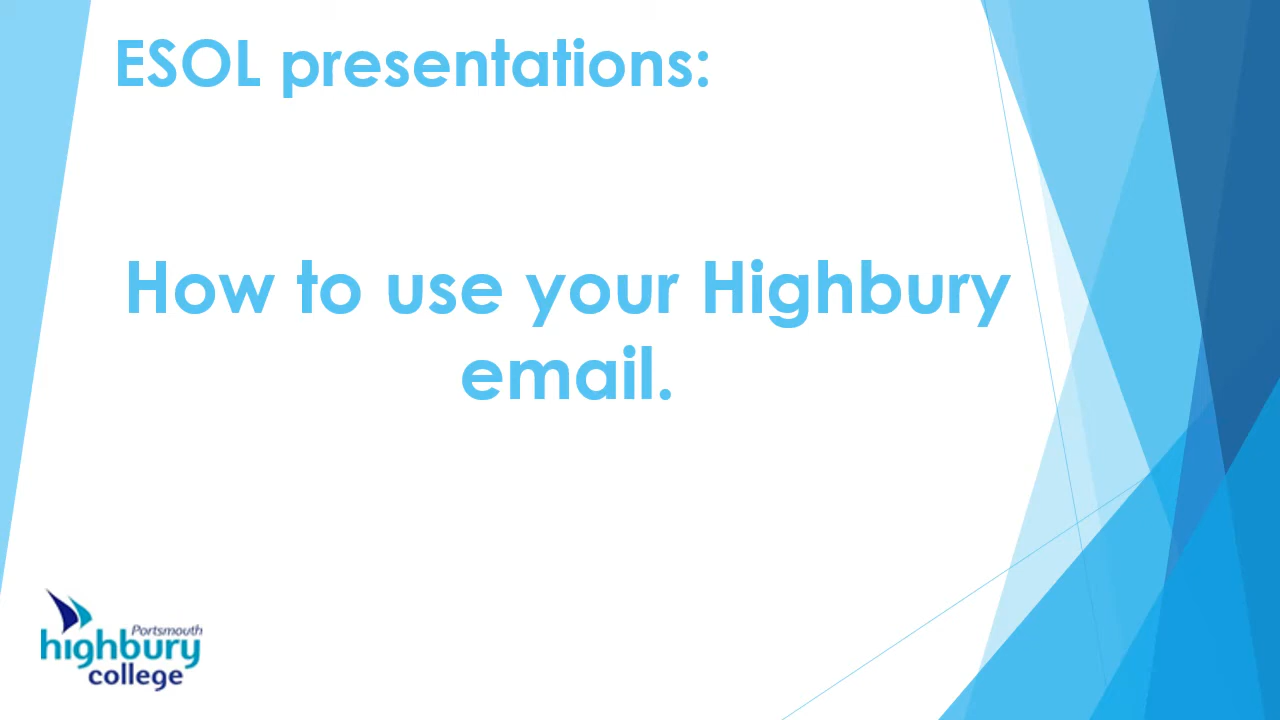 ESOL presentations:
How to use your Highbury
email.
Portsmouth
highbury
college